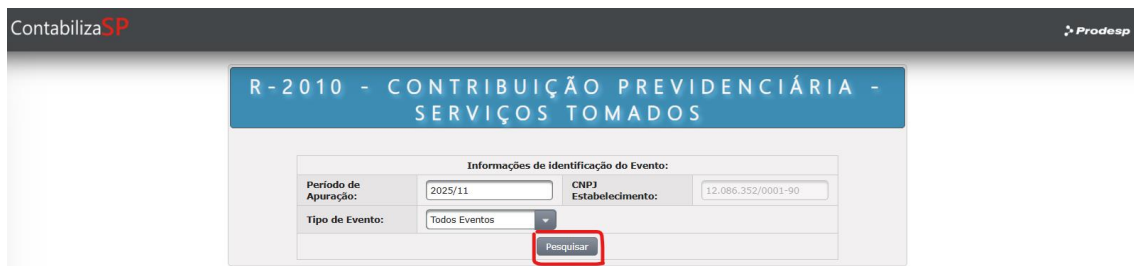 ContabilizaSP
Prodesp
R-2010 - CONTRIBUIÇÃO PREVIDENCIÁRIA -
SERVIÇOS TOMADOS
Informações de identificação do Evento:
Período de
Apuração:
2025/11
CNPJ
Estabelecimento:
12.086.352/0001-90
Tipo de Evento:
Todos Eventos
Pesquisar